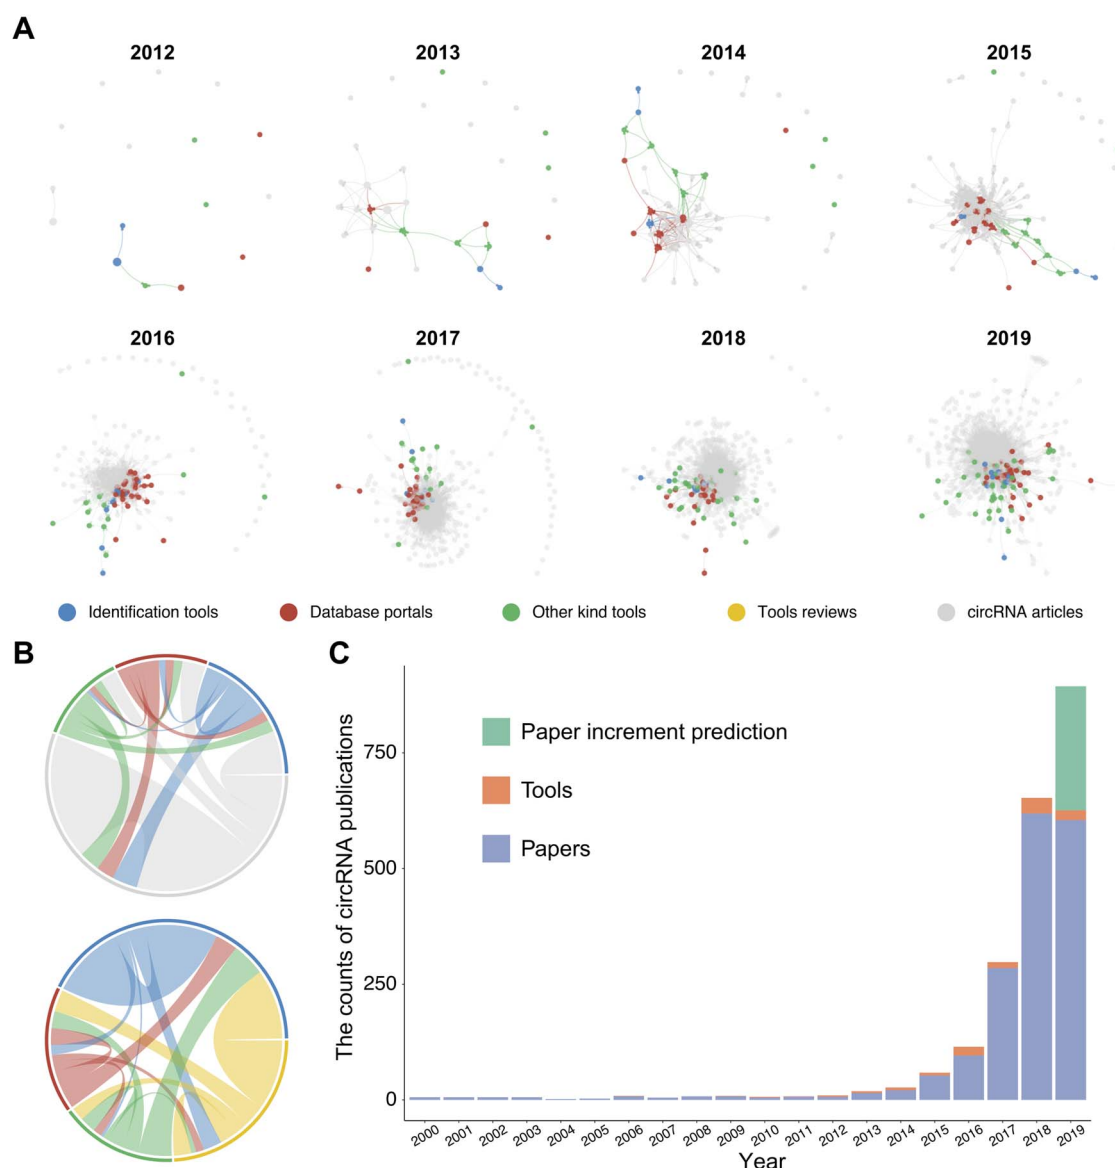 A
2012 2013 2014 2015
2016 2017 2018 2019
Identification tools Database portals Other kind tools Tools reviews circRNA articles
B
C
The counts of circRNA publications
750
500
250
0
Paper increment prediction
Tools
Papers
2000 2001 2002 2003 2004 2005 2006 2007 2008 2009 2010 2011 2012 2013 2014 2015 2016 2017 2018 2019
Year